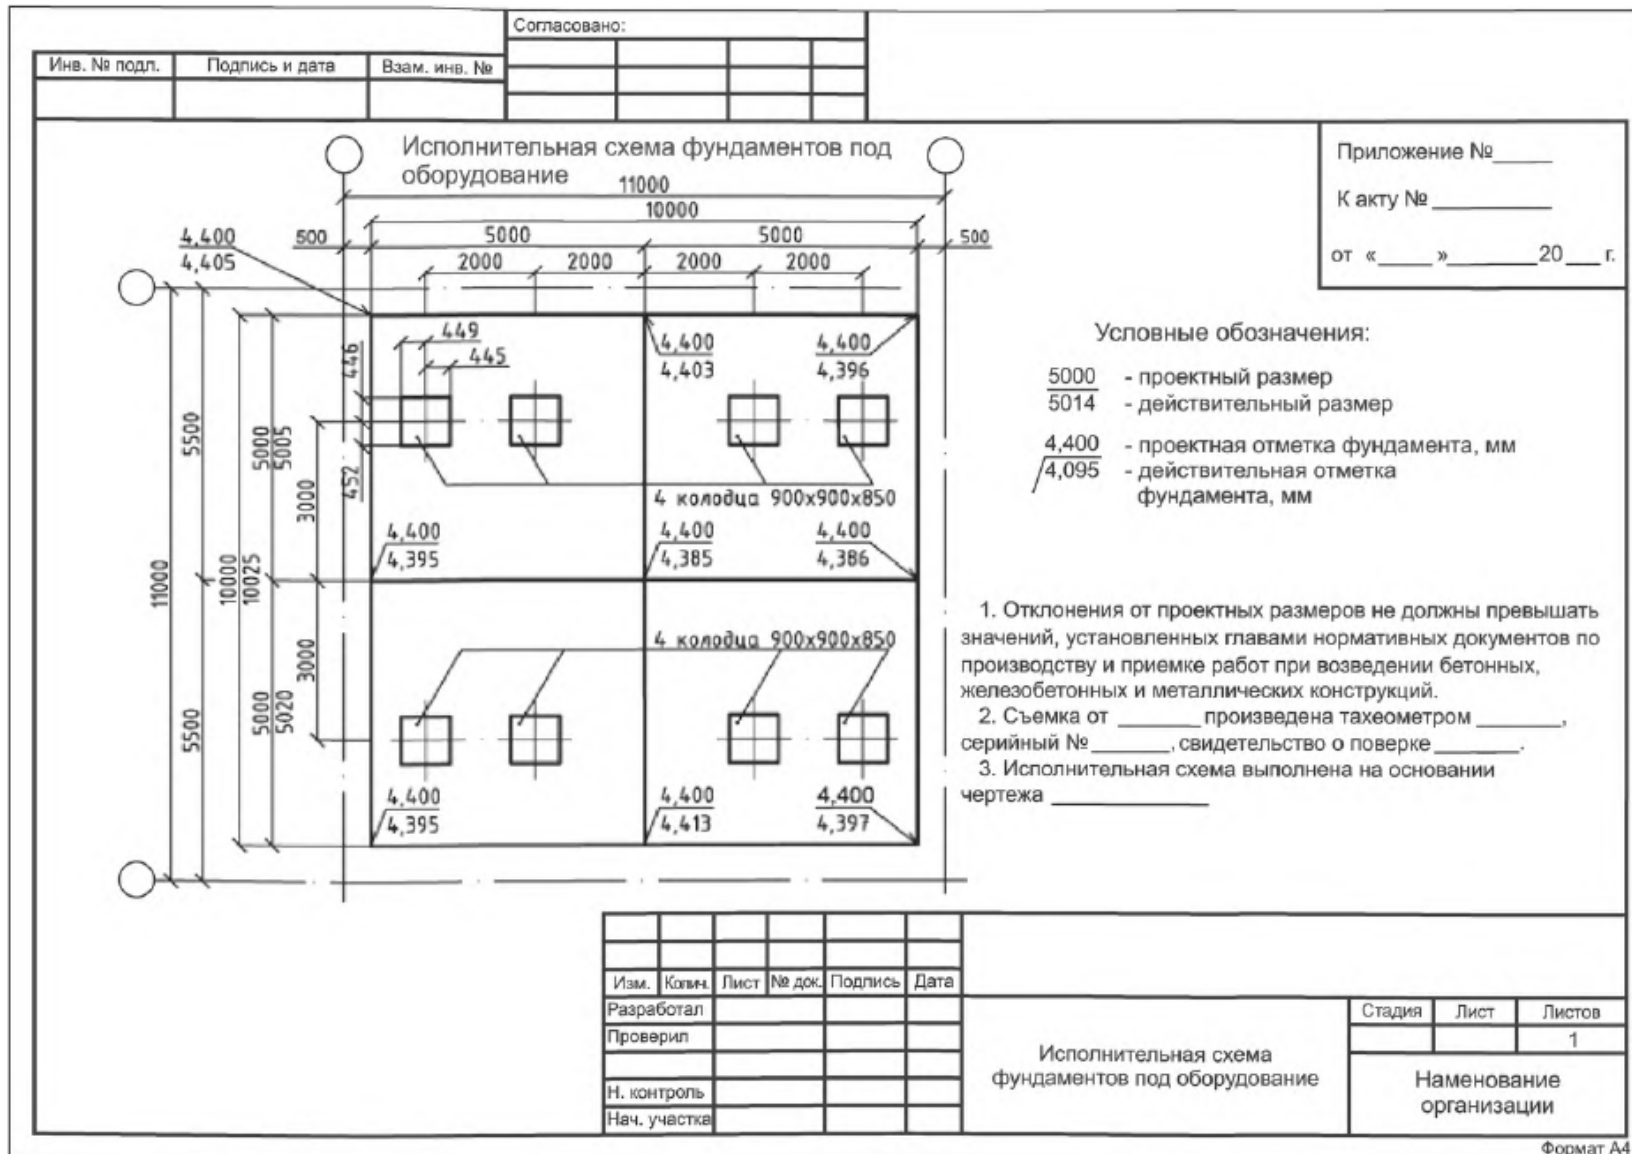 Согласовано:
Инв. № подл. Подпись и дата Взам. инв. №
Исполнительная схема фундаментов под
оборудование
Приложение №_____
К акту № __________
от «_____»________20___г.
11000
10000
500 5000 5000 500
2000 2000 2000 2000
4,400
4,405
449
445
446
452
4,400
4,403
4,400
4,396
4 колодца 900х900х850
4,400
4,395
4,400
4,385
4,400
4,386
4 колодца 900х900х850
4,400
4,395
4,400
4,413
4,400
4,397
11000
5500
5500
10000
10025
5000
5005
5000
5020
3000
3000
Условные обозначения:
5000 - проектный размер
5014 - действительный размер
4,400 - проектная отметка фундамента, мм
4,095 - действительная отметка
фундамента, мм
1. Отклонения от проектных размеров не должны превышать
значений, установленных главами нормативных документов по
производству и приемке работ при возведении бетонных,
железобетонных и металлических конструкций.
2. Съемка от _______ произведена тахеометром _______,
серийный № _______, свидетельство о поверке _______.
3. Исполнительная схема выполнена на основании
чертежа _____________
Изм. Колич. Лист № док. Подпись Дата
Разработал
Проверил
Н. контроль
Нач. участка
Исполнительная схема
фундаментов под оборудование
Стадия Лист Листов
1
Наменование
организации
Формат А4